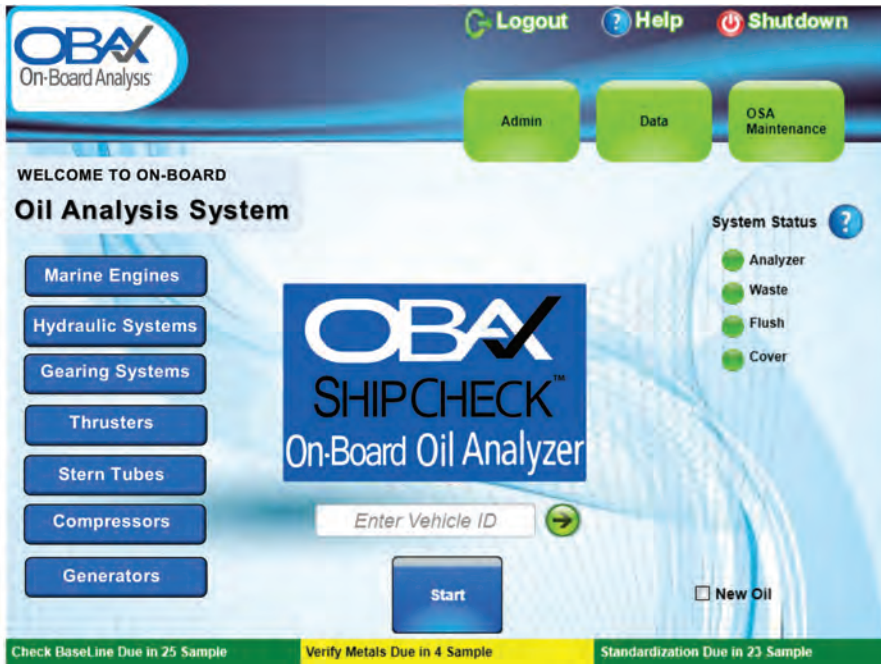 Logout Help Shutdown
OBA
On-Board Analysis
Admin Data OSA Maintenance
WELCOME TO ON-BOARD
Oil Analysis System
System Status ?
Marine Engines
Hydraulic Systems
Gearing Systems
Thrusters
Stern Tubes
Compressors
Generators
Analyzer
Waste
Flush
Cover
OBA
SHIPCHECK™
On-Board Oil Analyzer
Enter Vehicle ID
Start
New Oil
Check BaseLine Due in 25 Sample
Verify Metals Due in 4 Sample
Standardization Due in 23 Sample